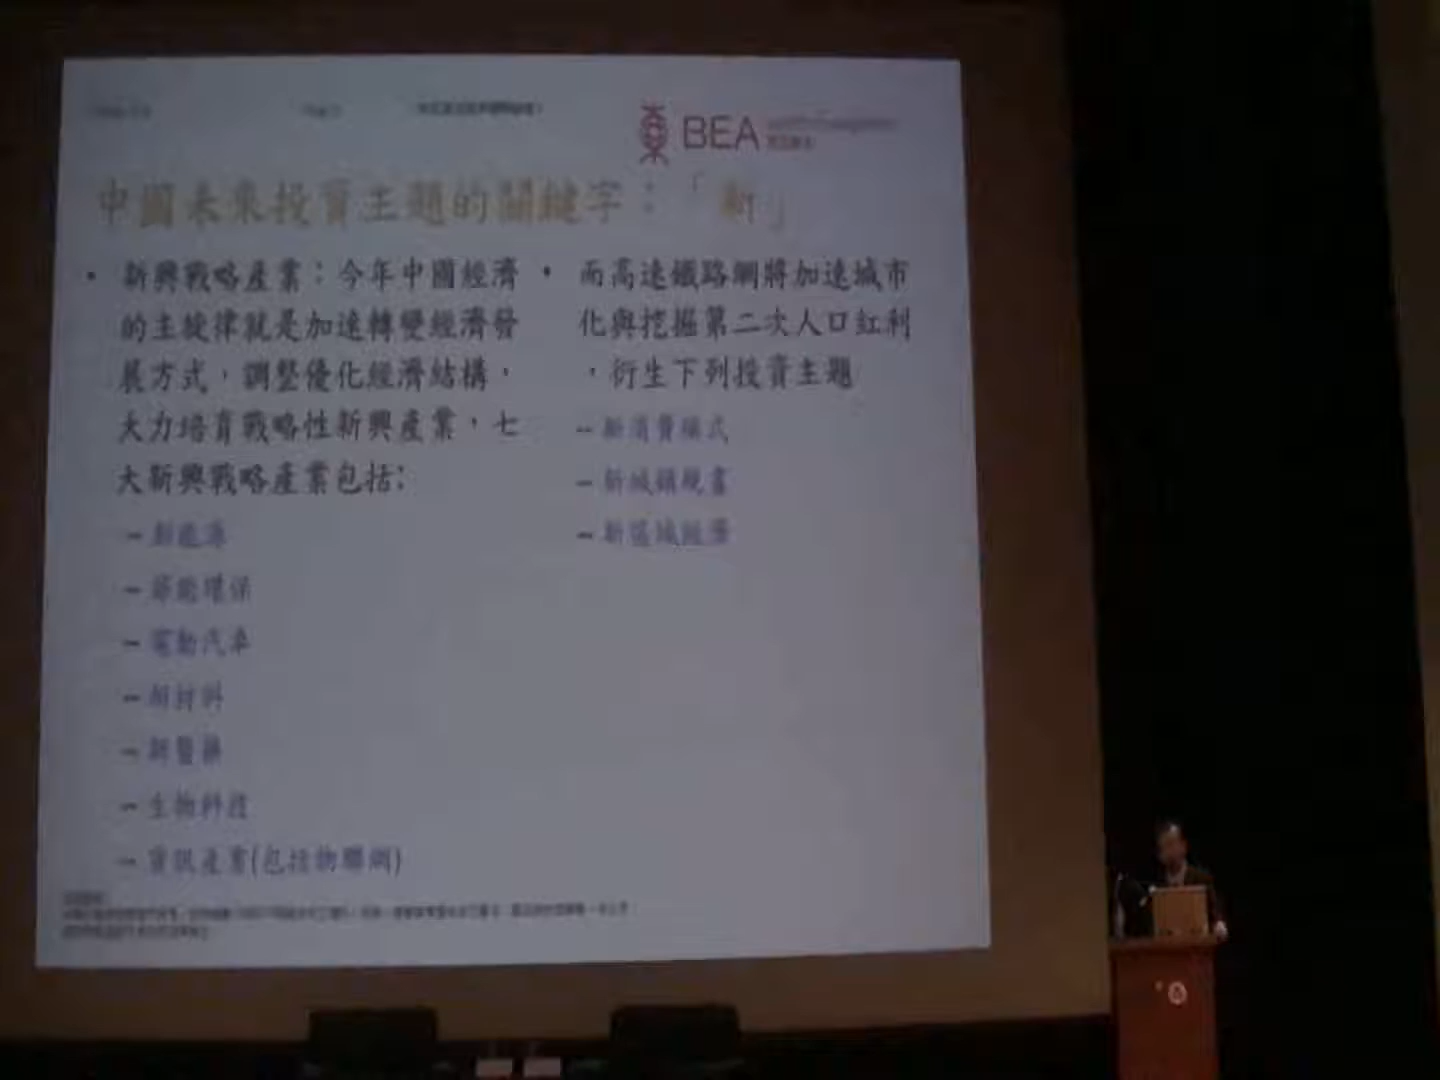 BEA
中國未來投資主題的關鍵字：「新」
• 新興戰略產業：今年中國經濟
的主旋律就是加速轉變經濟發
展方式，調整優化經濟結構，
大力培育戰略性新興產業，七
大新興戰略產業包括:
– 新能源
– 節能環保
– 電動汽車
– 新材料
– 新醫藥
– 生物科技
– 資訊產業(包括物聯網)
• 而高速鐵路網將加速城市
化與挖掘第二次人口紅利
，衍生下列投資主題
– 新消費模式
– 新城鎮規畫
– 新區域經濟